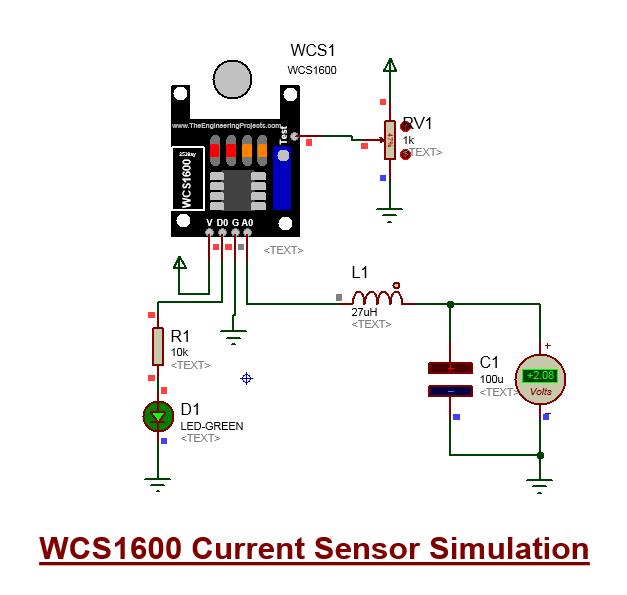 WCS1
WCS1600
www.TheEngineeringProjects.com
Test
WCS1600
V D0 G A0
<TEXT>
RV1
1k
<TEXT>
47%
L1
27uH
<TEXT>
R1
10k
<TEXT>
C1
100u
<TEXT>
+2.08
Volts
+
-
D1
LED-GREEN
<TEXT>
WCS1600 Current Sensor Simulation